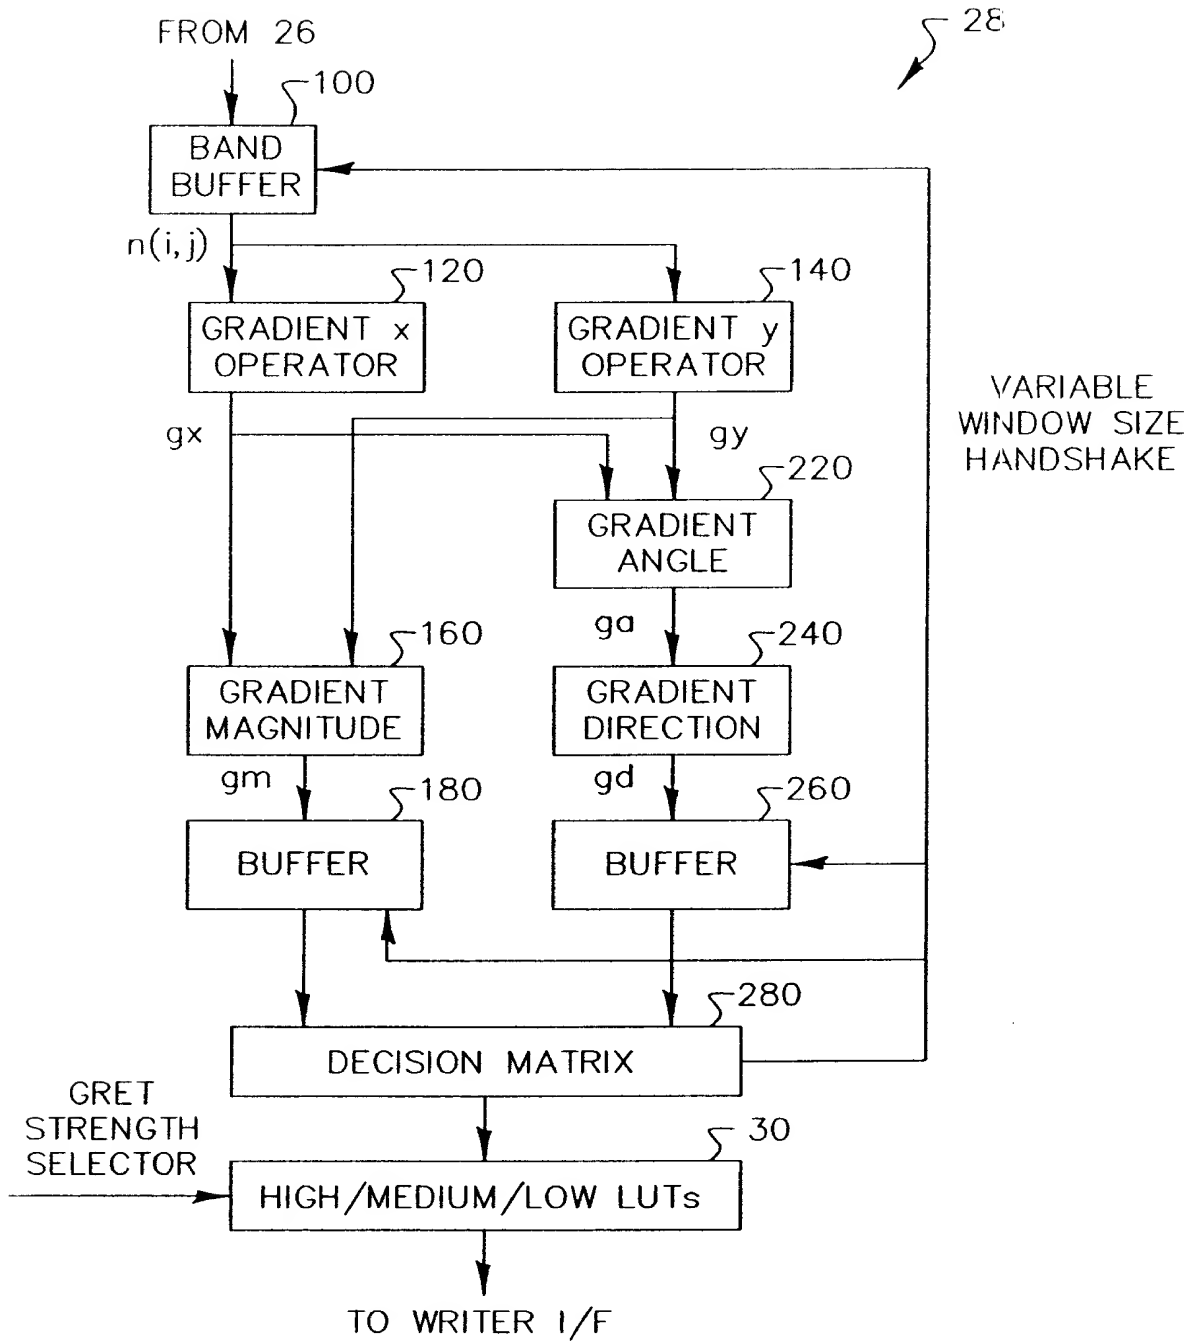 FROM 26
28
100
BAND
BUFFER
n(i,j)
120
140
GRADIENT x
OPERATOR
GRADIENT y
OPERATOR
VARIABLE
WINDOW SIZE
HANDSHAKE
gx
gy
220
GRADIENT
ANGLE
ga
160
240
GRADIENT
MAGNITUDE
GRADIENT
DIRECTION
gm
180
gd
260
BUFFER
BUFFER
280
DECISION MATRIX
GRET
STRENGTH
SELECTOR
30
HIGH/MEDIUM/LOW LUTs
TO WRITER I/F